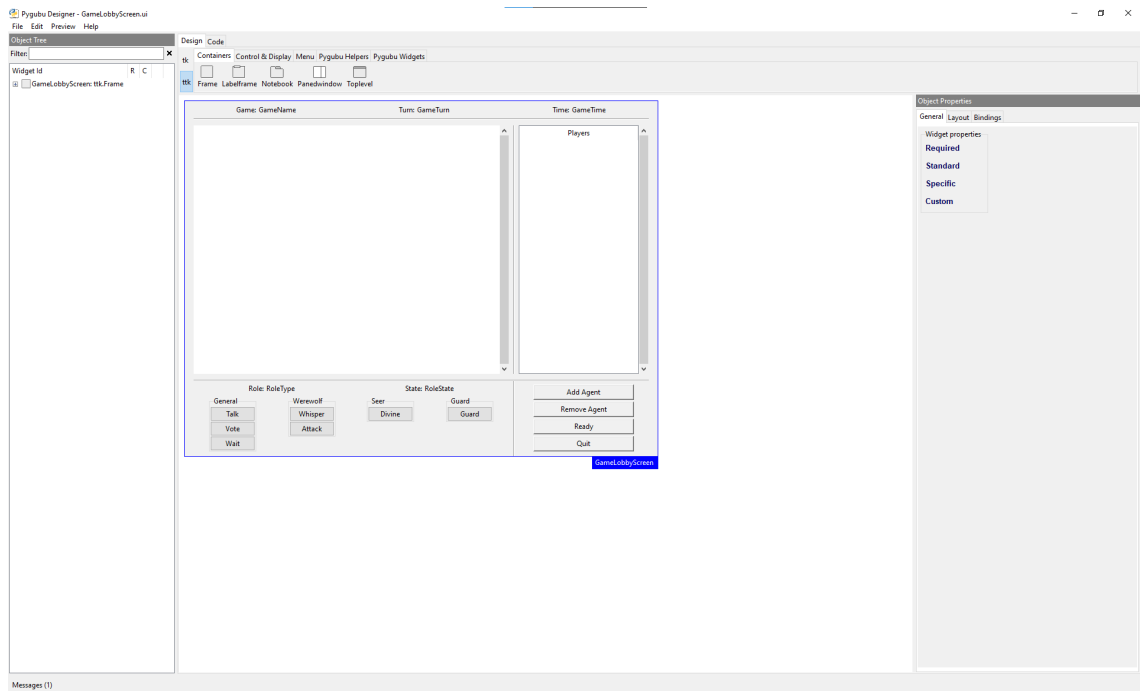 Pygubu Designer - GameLobbyScreen.ui
File Edit Preview Help
Object Tree
Filter:
Widget Id R C
GameLobbyScreen: ttk.Frame
Design Code
tk
ttk
Containers Control & Display Menu Pygubu Helpers Pygubu Widgets
Frame Labelframe Notebook Panedwindow Toplevel
Game: GameName Turn: GameTurn Time: GameTime
Players
Role: RoleType State: RoleState
General Werewolf Seer Guard
Talk Whisper Divine Guard
Vote Attack
Wait
Add Agent
Remove Agent
Ready
Quit
GameLobbyScreen
Object Properties
General Layout Bindings
Widget properties
Required
Standard
Specific
Custom
Messages (1)